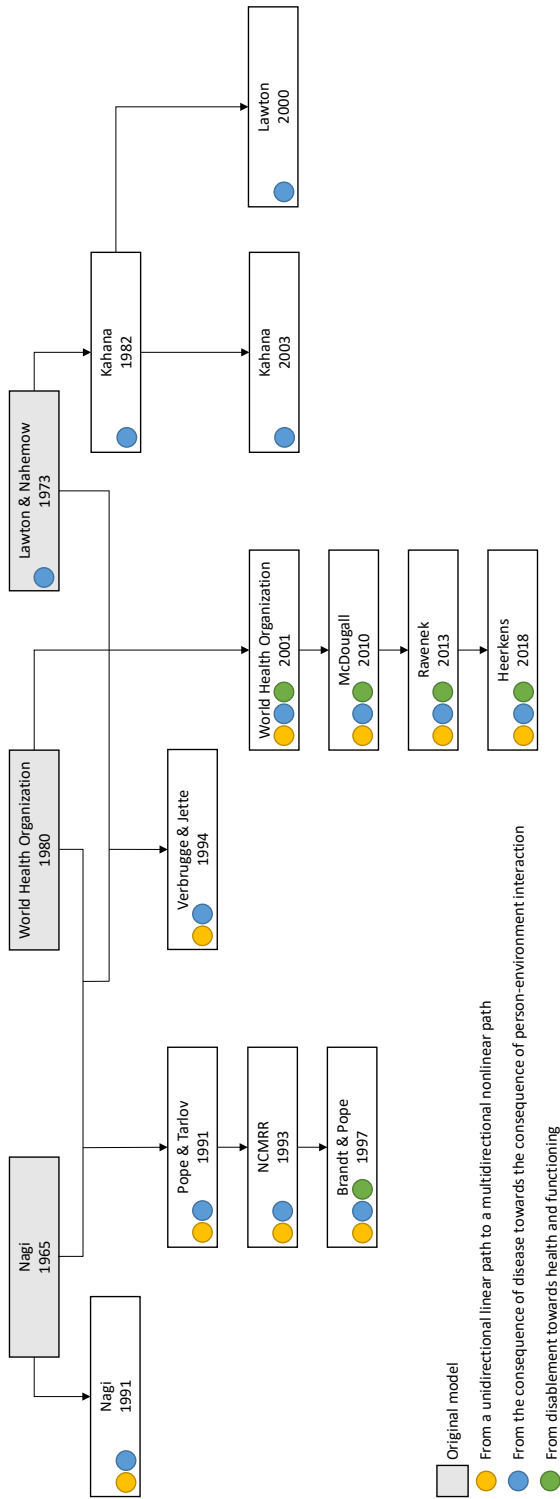 Nagi
1965
World Health Organization
1980
Lawton & Nahemow
1973
Nagi
1991
Kahana
1982
Pope & Tarlov
1991
Verbrugge & Jette
1994
NCMRR
1993
World Health Organization
2001
Kahana
2003
Lawton
2000
Brandt & Pope
1997
McDougall
2010
Ravenek
2013
Heerkens
2018
Original model
From a unidirectional linear path to a multidirectional nonlinear path
From the consequence of disease towards the consequence of person-environment interaction
From disablement towards health and functioning